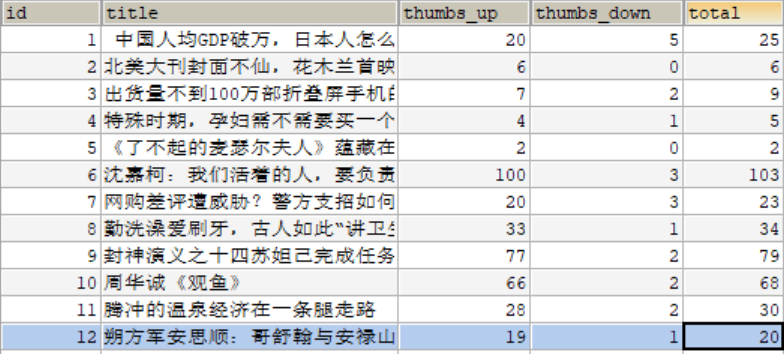 id title thumbs_up thumbs_down total
1 中国人均GDP破万，日本人怎么 20 5 25
2 北美大刊封面不仙，花木兰首映 6 0 6
3 出货量不到100万部折叠屏手机 7 2 9
4 特殊时期，孕妇需不需要买一个 4 1 5
5 《了不起的麦瑟尔夫人》蕴藏在 2 0 2
6 沈嘉柯：我们活着的人，要负责 100 3 103
7 网购差评遭威胁？警方支招如何 20 3 23
8 勤洗澡爱刷牙，古人如此“讲卫 33 1 34
9 封神演义之十四苏妲己完成任务 77 2 79
10 周华诚《观鱼》 66 2 68
11 腾冲的温泉经济在一条腿走路 28 2 30
12 朔方军安思顺：哥舒翰与安禄山 19 1 20